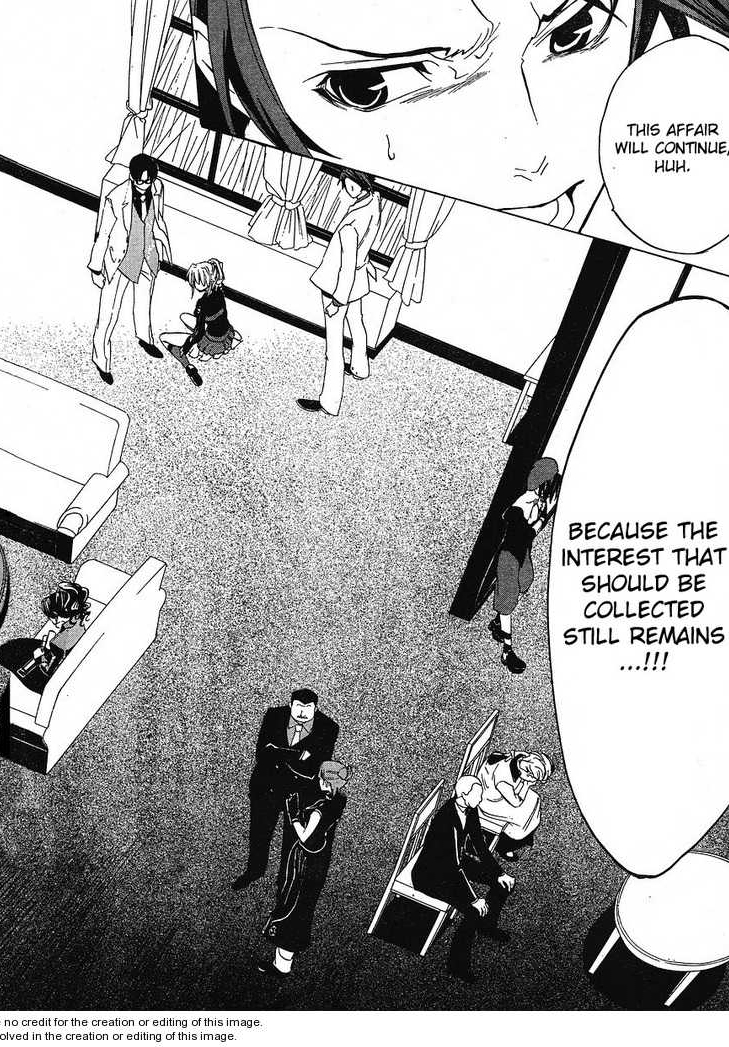 THIS AFFAIR
WILL CONTINUE,
HUH.
BECAUSE THE
INTEREST THAT
SHOULD BE
COLLECTED
STILL REMAINS
...!!!
no credit for the creation or editing of this image.
olved in the creation or editing of this image.